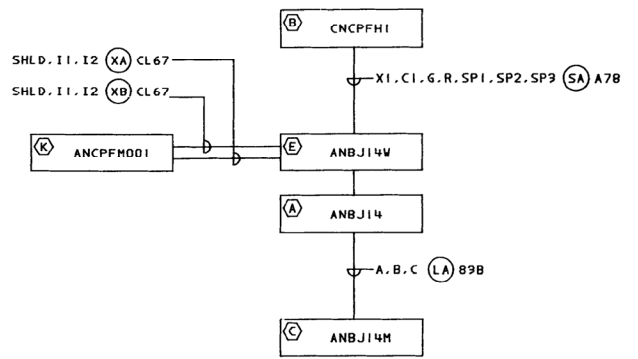 B CNCPFH1
SHLD, I1, I2 XA CL67
X1, C1, G, R, SP1, SP2, SP3 SA A78
SHLD, I1, I2 XB CL67
K ANCPFM001
E ANBJ14W
A ANBJ14
A, B, C LA 89B
C ANBJ14M